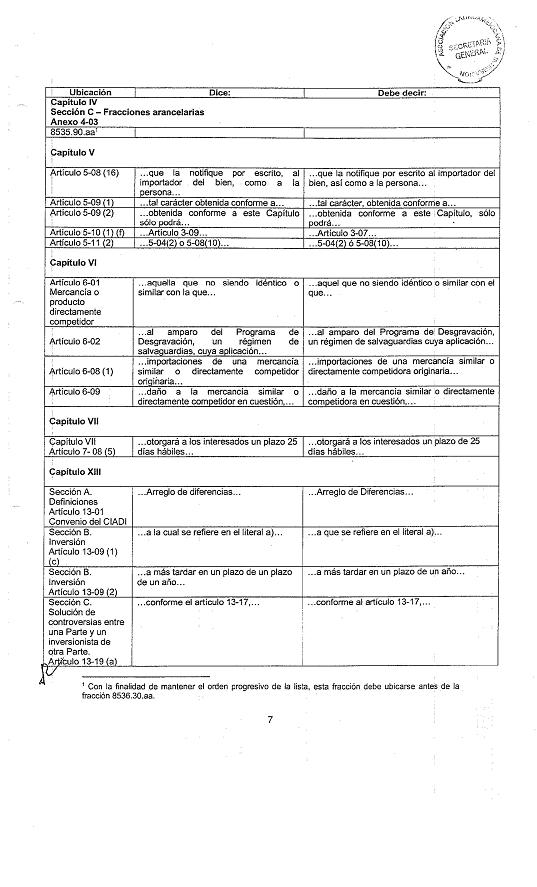 ASOCIACIÓN LATINOAMERICANA DE
SECRETARIA
GENERAL
Ubicación Dice: Debe decir:
Capítulo IV
Sección C – Fracciones arancelarias
Anexo 4-03
8535.90.aa¹
Capítulo V
Artículo 5-08 (16) …que la notifique por escrito, al …que la notifique por escrito al importador del
importador del bien, como a la bien, así como a la persona…
persona…
Artículo 5-09 (1) …tal carácter obtenida conforme a… …tal carácter, obtenida conforme a…
Artículo 5-09 (2) …obtenida conforme a este Capítulo …obtenida conforme a este Capítulo, sólo
sólo podrá… podrá…
Artículo 5-10 (1) (f) …Artículo 3-09… …Artículo 3-07…
Artículo 5-11 (2) …5-04(2) o 5-08(10)… …5-04(2) ó 5-08(10)…
Capítulo VI
Artículo 6-01 …aquella que no siendo idéntico o …aquel que no siendo idéntico o similar con el
Mercancía o similar con la que… que…
producto
directamente
competidor
Artículo 6-02 …al amparo del Programa de …al amparo del Programa de Desgravación,
Desgravación, un régimen de un régimen de salvaguardias cuya aplicación…
salvaguardias, cuya aplicación…
Artículo 6-08 (1) …importaciones de una mercancía …importaciones de una mercancía similar o
similar o directamente competidor directamente competidora originaria…
originaria…
Artículo 6-09 …daño a la mercancía similar o …daño a la mercancía similar o directamente
directamente competidor en cuestión,… competidora en cuestión,…
Capítulo VII
Capítulo VII …otorgará a los interesados un plazo 25 …otorgará a los interesados un plazo de 25
Artículo 7- 08 (5) días hábiles… días hábiles…
Capítulo XIII
Sección A. …Arreglo de diferencias… …Arreglo de Diferencias…
Definiciones
Artículo 13-01
Convenio del CIADI
Sección B. …a la cual se refiere en el literal a)… …a que se refiere en el literal a)…
Inversión
Artículo 13-09 (1)
(c)
Sección B. …a más tardar en un plazo de un plazo …a más tardar en un plazo de un año…
Inversión de un año…
Artículo 13-09 (2)
Sección C. …conforme el artículo 13-17,… …conforme al artículo 13-17,…
Solución de
controversias entre
una Parte y un
inversionista de
otra Parte.
Artículo 13-19 (a)
¹ Con la finalidad de mantener el orden progresivo de la lista, esta fracción debe ubicarse antes de la
fracción 8536.30.aa.
7